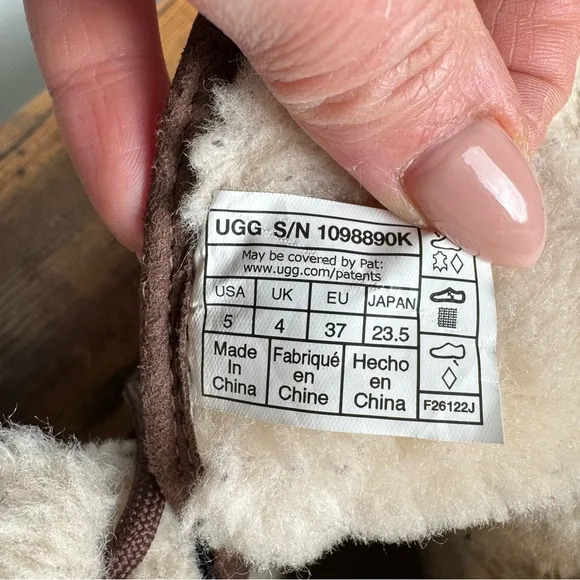 UGG S/N 1098890K
May be covered by Pat:
www.ugg.com/patents
USA UK EU JAPAN
5 4 37 23.5
Made Fabriqué Hecho
In en en
China Chine China
F26122J